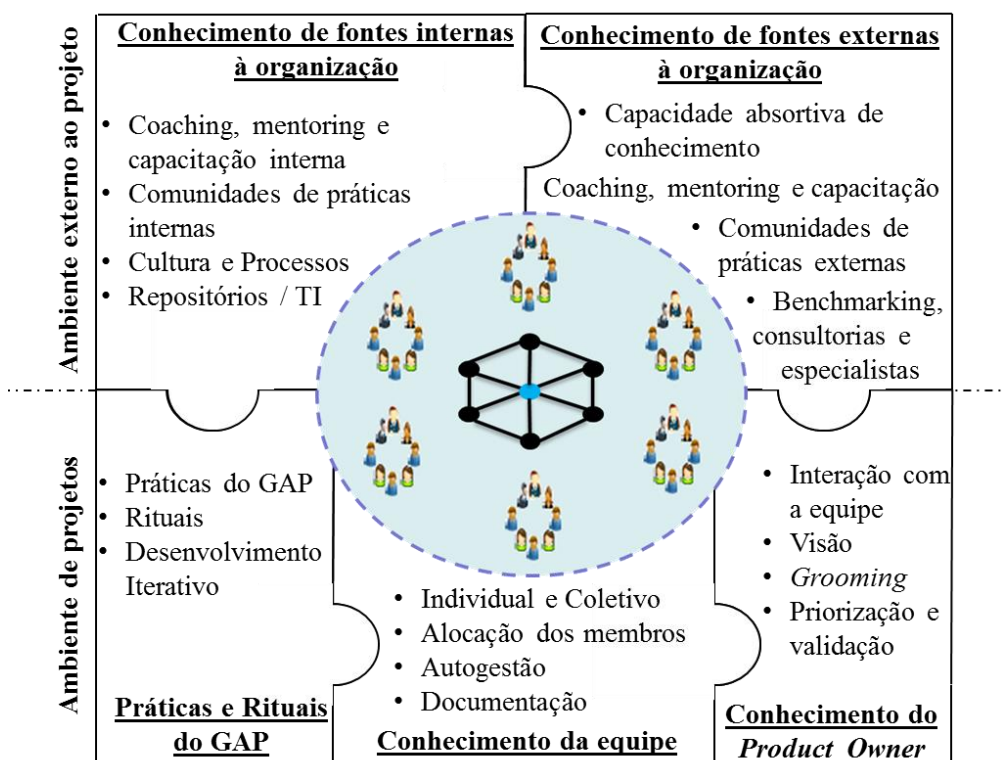 Ambiente externo ao projeto
Conhecimento de fontes internas
à organização
• Coaching, mentoring e
capacitação interna
• Comunidades de práticas
internas
• Cultura e Processos
• Repositórios / TI
Conhecimento de fontes externas
à organização
• Capacidade absortiva de
conhecimento
Coaching, mentoring e capacitação
• Comunidades de
práticas externas
• Benchmarking,
consultorias e
especialistas
Ambiente de projetos
• Práticas do GAP
• Rituais
• Desenvolvimento
Iterativo
Práticas e Rituais
do GAP
• Individual e Coletivo
• Alocação dos membros
• Autogestão
• Documentação
Conhecimento da equipe
• Interação com
a equipe
• Visão
• Grooming
• Priorização e
validação
Conhecimento do
Product Owner